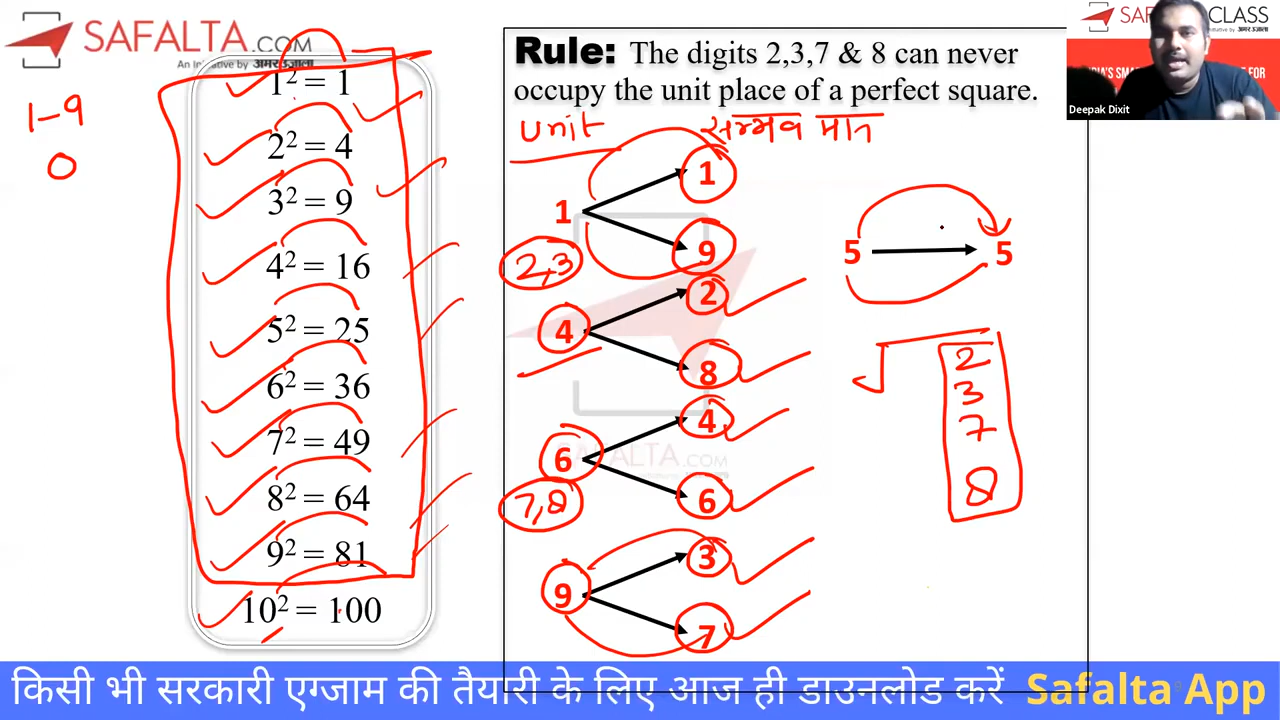 SAFALTA.com
An Initiative by अमर उजाला
1-9
0
1² = 1
2² = 4
3² = 9
4² = 16
5² = 25
6² = 36
7² = 49
8² = 64
9² = 81
10² = 100
Rule: The digits 2,3,7 & 8 can never
occupy the unit place of a perfect square.
unit सम्भव मान
1 1
9
2,3
4 2
8
6 4
6
7,8
9 3
7
5 5
√ 2
3
7
8
SAFALTA.COM
SAFALTA CLASS
Deepak Dixit
किसी भी सरकारी एग्जाम की तैयारी के लिए आज ही डाउनलोड करें Safalta App